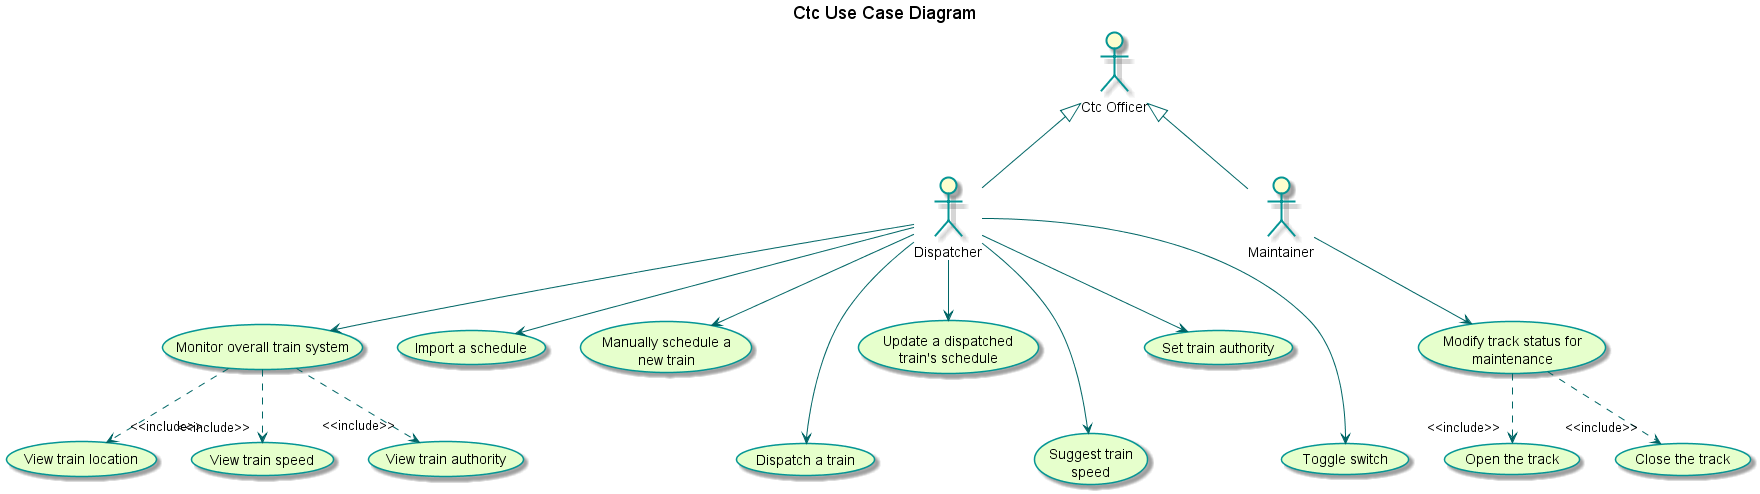 Ctc Use Case Diagram
Ctc Officer
Dispatcher
Maintainer
Monitor overall train system
Import a schedule
Manually schedule a
new train
Update a dispatched
train's schedule
Set train authority
Modify track status for
maintenance
<<include>>
<<include>>
<<include>>
<<include>>
<<include>>
View train location
View train speed
View train authority
Dispatch a train
Suggest train
speed
Toggle switch
Open the track
Close the track